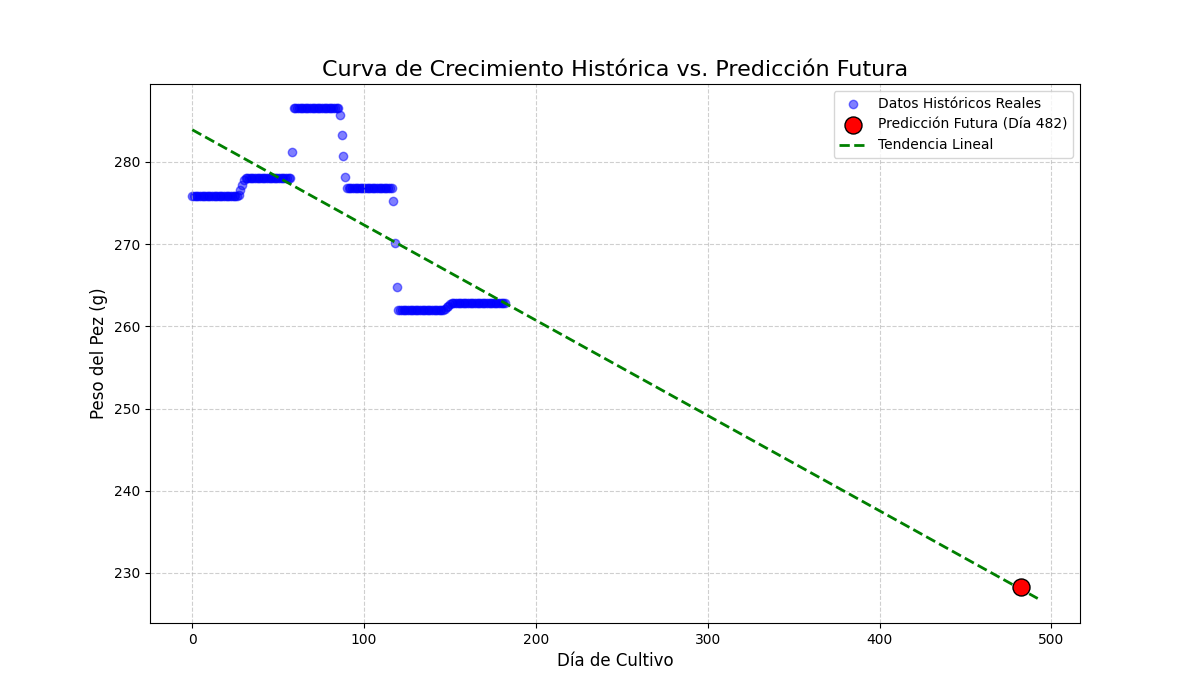 Curva de Crecimiento Histórica vs. Predicción Futura
Datos Históricos Reales
Predicción Futura (Día 482)
Tendencia Lineal
Peso del Pez (g)
280
270
260
250
240
230
0
100
200
300
400
500
Día de Cultivo